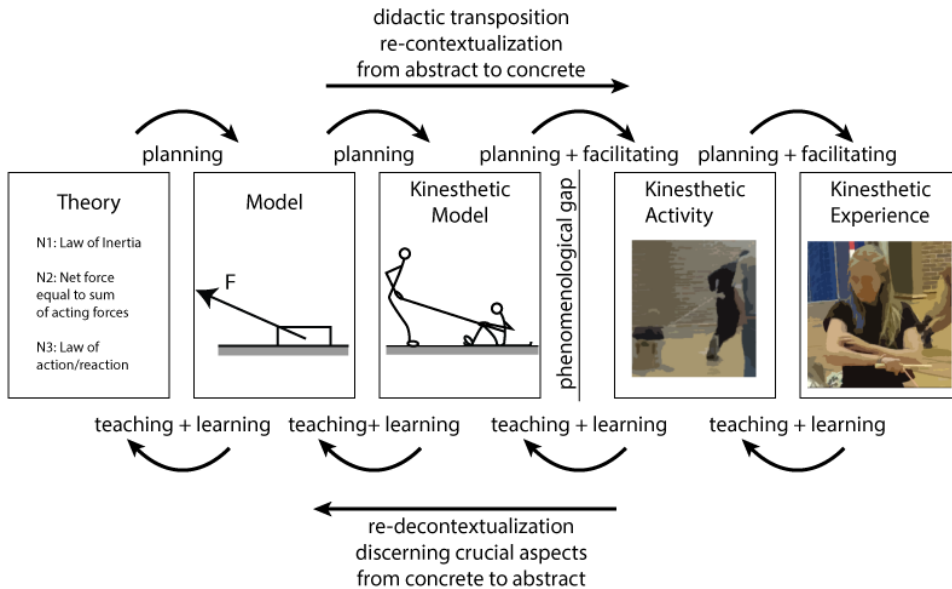 didactic transposition
re-contextualization
from abstract to concrete
planning
planning
planning + facilitating
planning + facilitating
Theory
N1: Law of Inertia
N2: Net force
equal to sum
of acting forces
N3: Law of
action/reaction
Model
F
Kinesthetic
Model
phenomenological gap
Kinesthetic
Activity
Kinesthetic
Experience
teaching + learning
teaching+ learning
teaching + learning
teaching + learning
re-decontextualization
discerning crucial aspects
from concrete to abstract